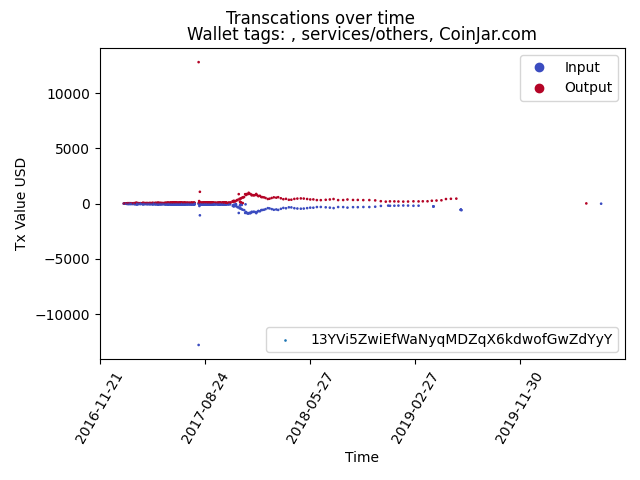 Transcations over time
Wallet tags: , services/others, CoinJar.com
Input
Output
10000
5000
0
−5000
−10000
Tx Value USD
13YVi5ZwiEfWaNyqMDZqX6kdwofGwZdYyY
2016-11-21
2017-08-24
2018-05-27
2019-02-27
2019-11-30
Time